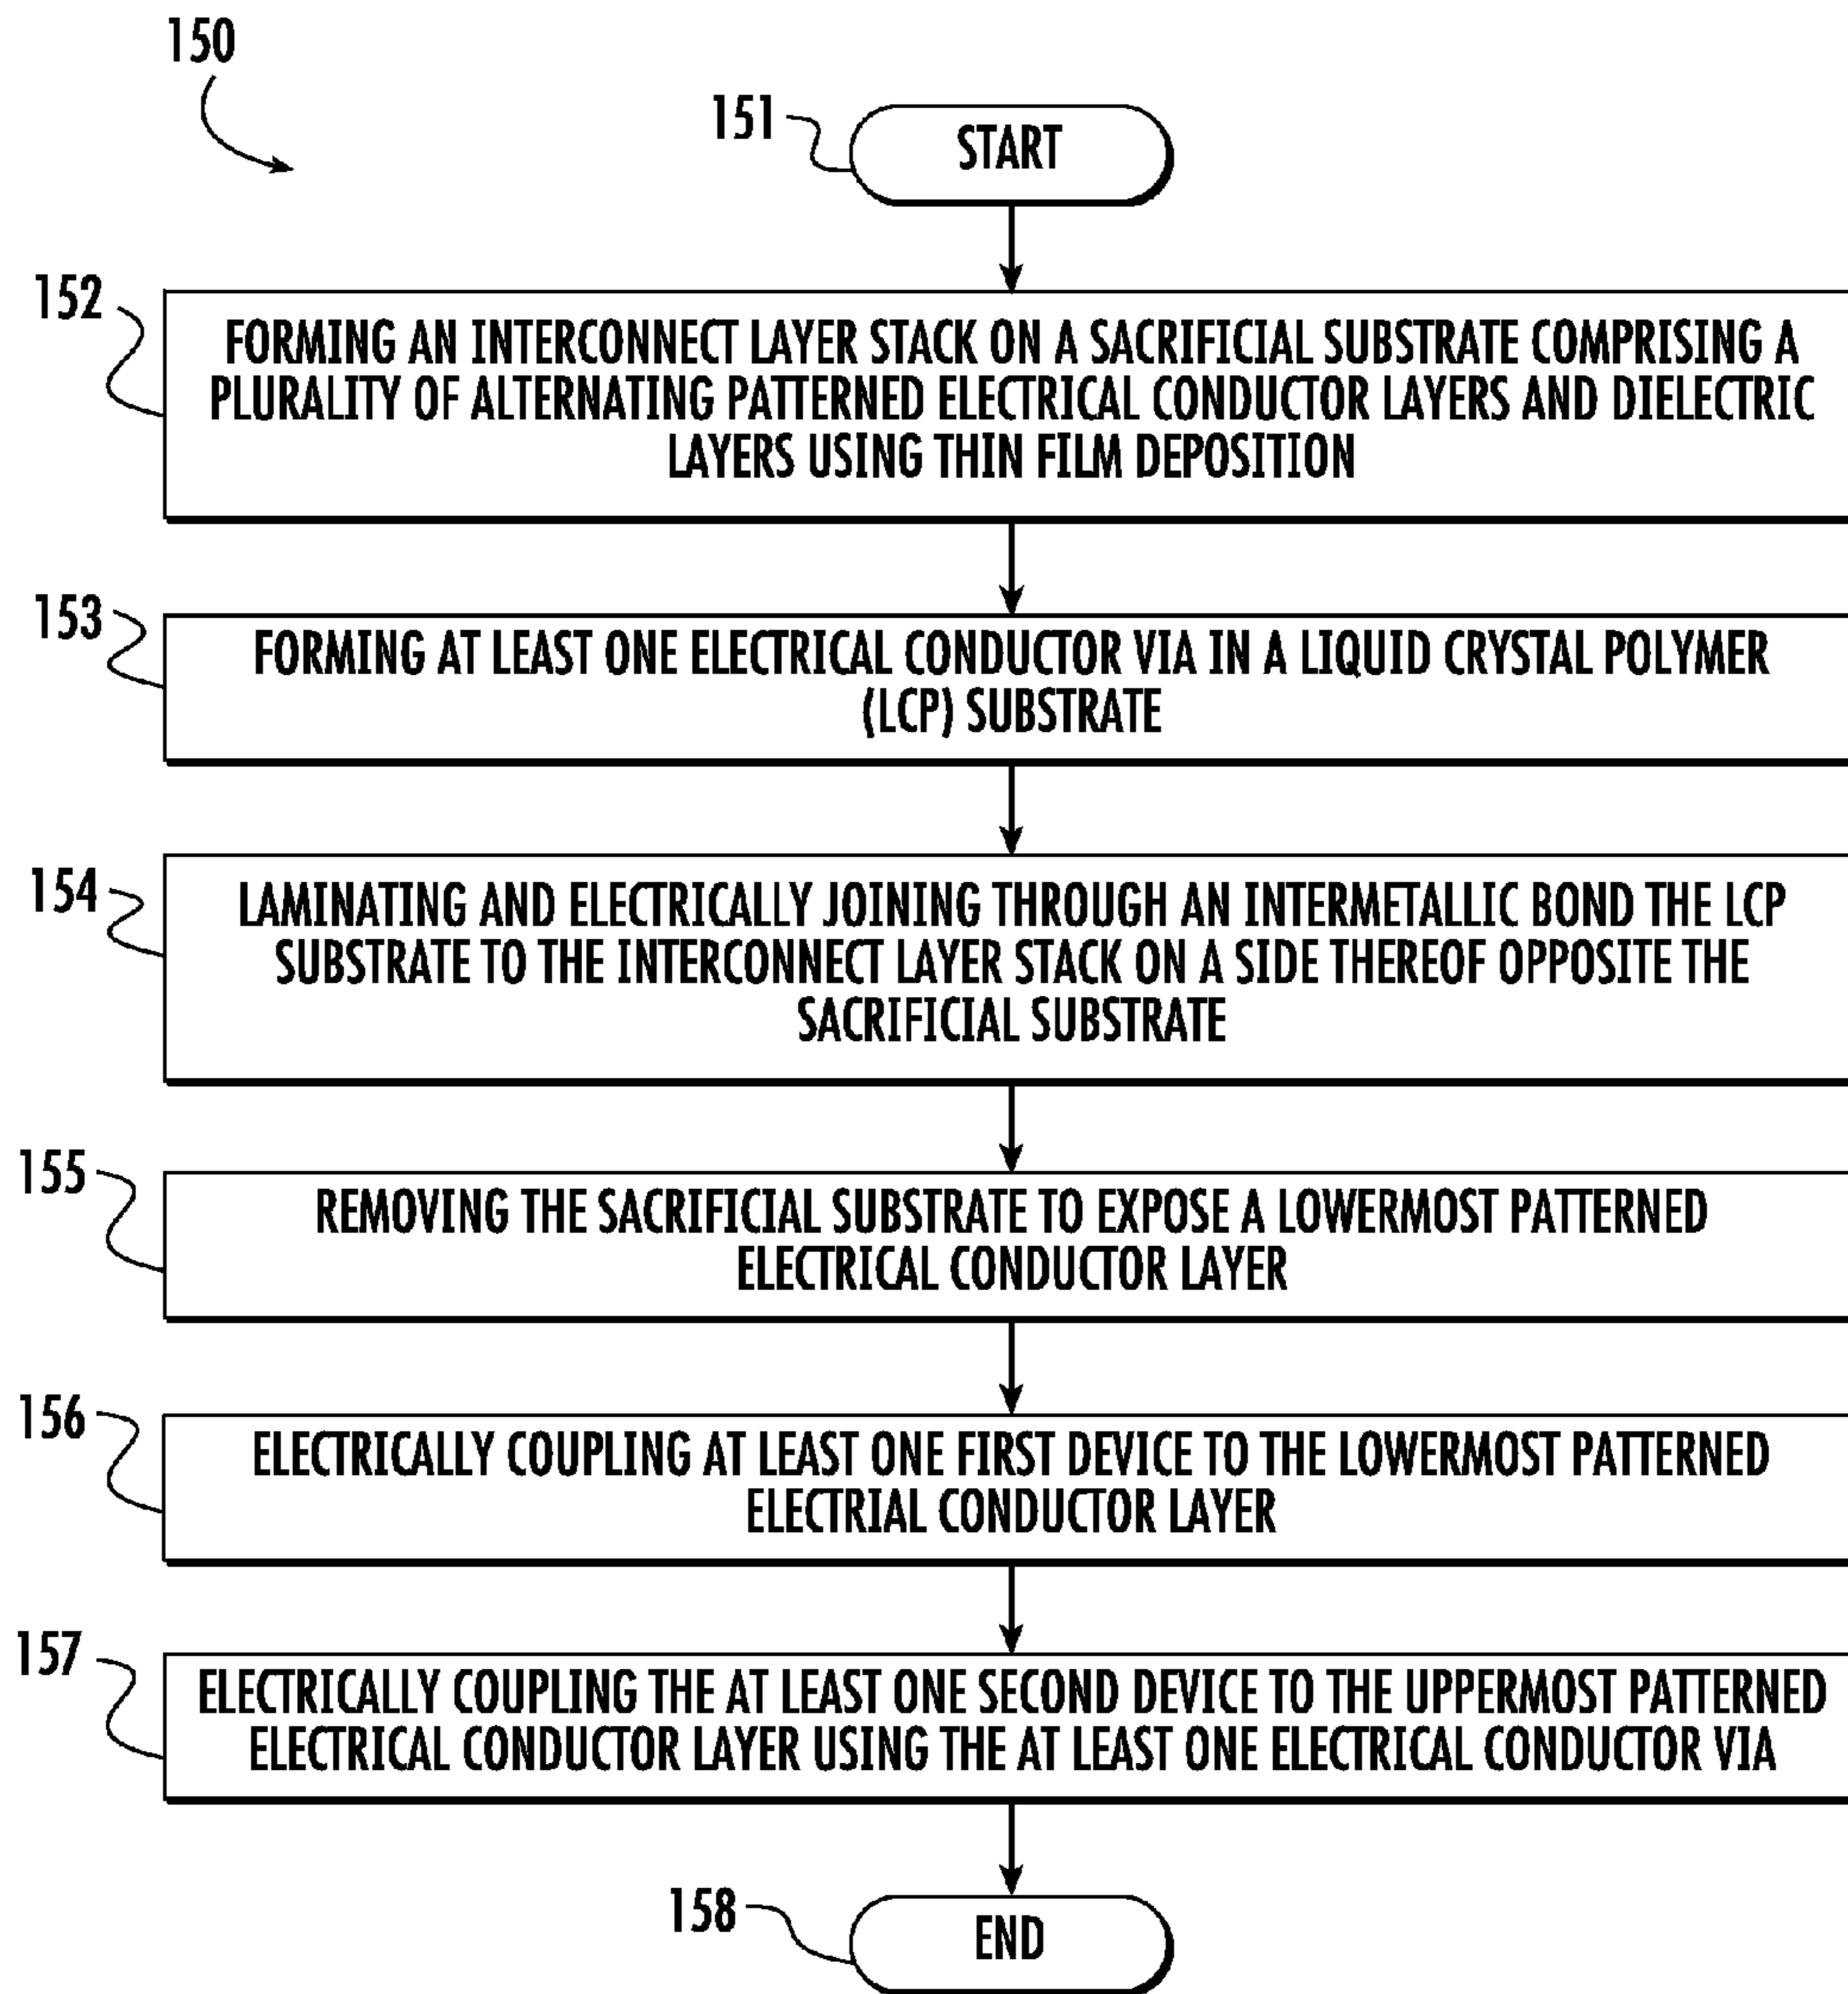 150
151
START
152
FORMING AN INTERCONNECT LAYER STACK ON A SACRIFICIAL SUBSTRATE COMPRISING A
PLURALITY OF ALTERNATING PATTERNED ELECTRICAL CONDUCTOR LAYERS AND DIELECTRIC
LAYERS USING THIN FILM DEPOSITION
153
FORMING AT LEAST ONE ELECTRICAL CONDUCTOR VIA IN A LIQUID CRYSTAL POLYMER
(LCP) SUBSTRATE
154
LAMINATING AND ELECTRICALLY JOINING THROUGH AN INTERMETALLIC BOND THE LCP
SUBSTRATE TO THE INTERCONNECT LAYER STACK ON A SIDE THEREOF OPPOSITE THE
SACRIFICIAL SUBSTRATE
155
REMOVING THE SACRIFICIAL SUBSTRATE TO EXPOSE A LOWERMOST PATTERNED
ELECTRICAL CONDUCTOR LAYER
156
ELECTRICALLY COUPLING AT LEAST ONE FIRST DEVICE TO THE LOWERMOST PATTERNED
ELECTRIAL CONDUCTOR LAYER
157
ELECTRICALLY COUPLING THE AT LEAST ONE SECOND DEVICE TO THE UPPERMOST PATTERNED
ELECTRICAL CONDUCTOR LAYER USING THE AT LEAST ONE ELECTRICAL CONDUCTOR VIA
158
END